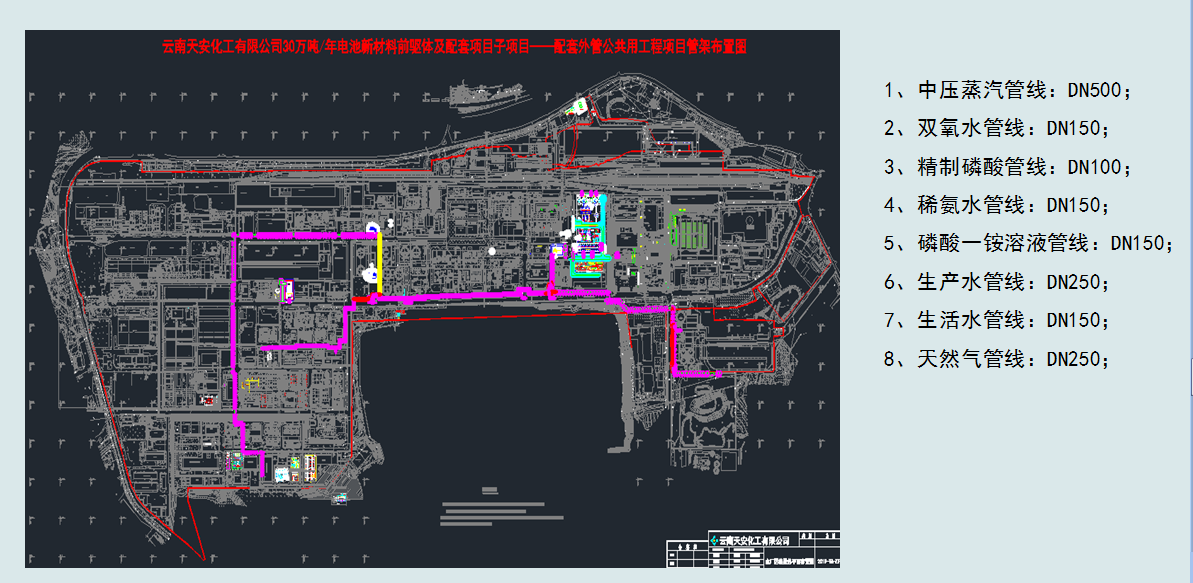 云南天安化工有限公司30万吨/年电池新材料前驱体及配套项目子项目——配套外管公共用工程项目管架布置图
1、中压蒸汽管线：DN500；
2、双氧水管线：DN150；
3、精制磷酸管线：DN100；
4、稀氨水管线：DN150；
5、磷酸一铵溶液管线：DN150；
6、生产水管线：DN250；
7、生活水管线：DN150；
8、天然气管线：DN250；
云南天安化工有限公司